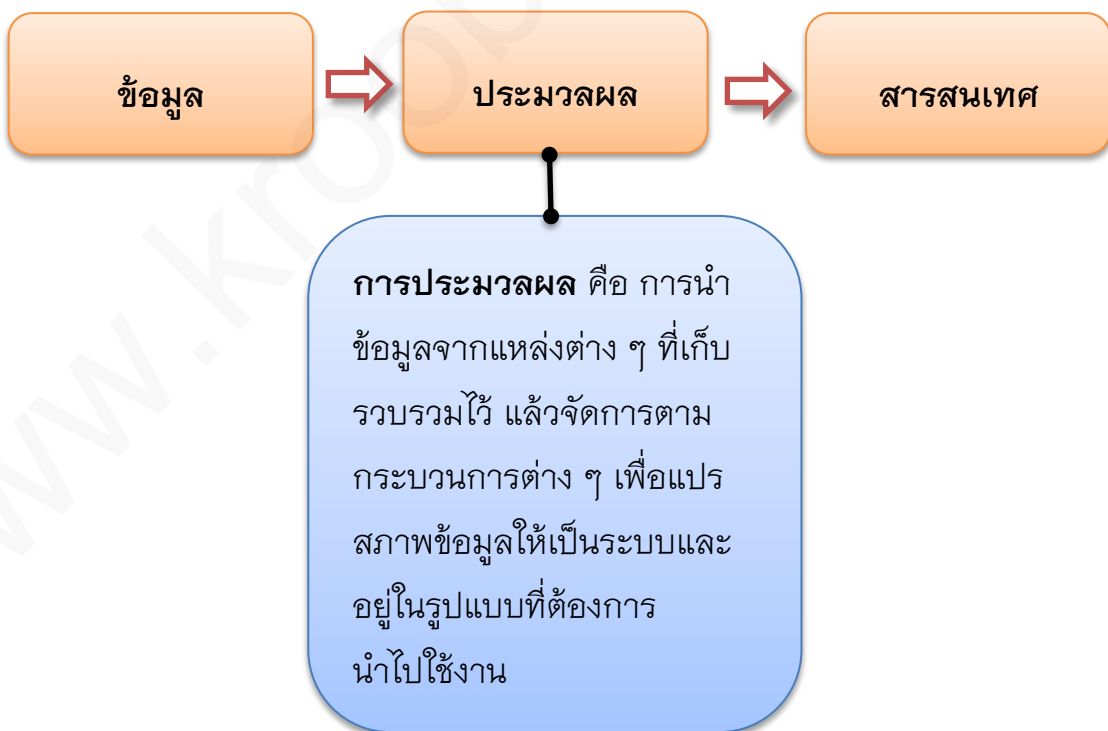 ข้อมูล
ประมวลผล
สารสนเทศ
การประมวลผล คือ การนำ
ข้อมูลจากแหล่งต่าง ๆ ที่เก็บ
รวบรวมไว้ แล้วจัดการตาม
กระบวนการต่าง ๆ เพื่อแปร
สภาพข้อมูลให้เป็นระบบและ
อยู่ในรูปแบบที่ต้องการ
นำไปใช้งาน